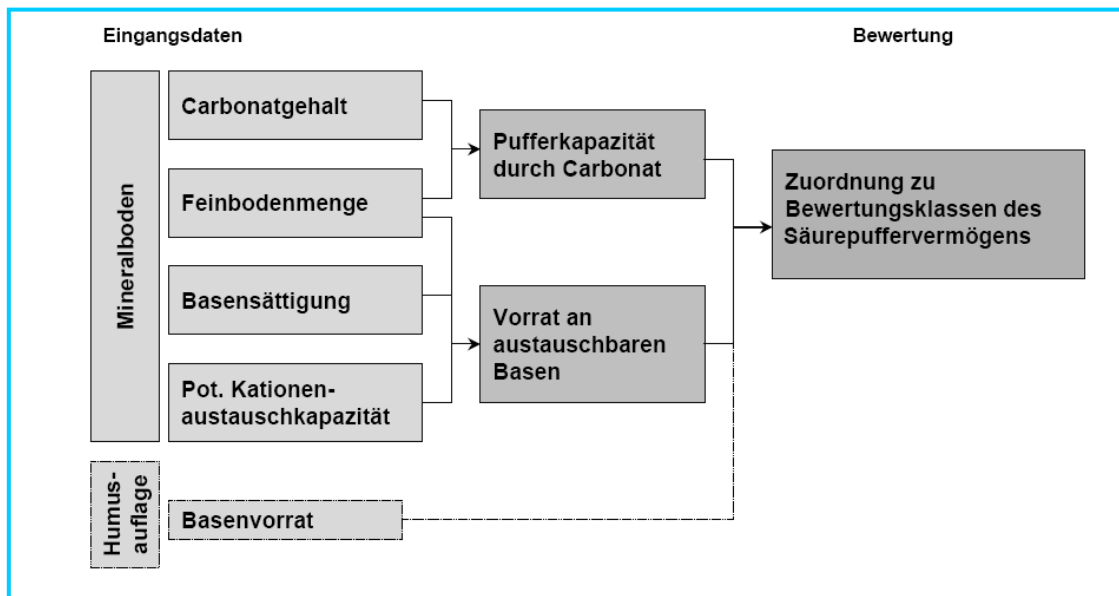 Eingangsdaten
Bewertung
Mineralboden
Carbonatgehalt
Feinbodenmenge
Basensättigung
Pot. Kationen-
austauschkapazität
Pufferkapazität
durch Carbonat
Vorrat an
austauschbaren
Basen
Zuordnung zu
Bewertungsklassen des
Säurepuffervermögens
Humus-
auflage
Basenvorrat